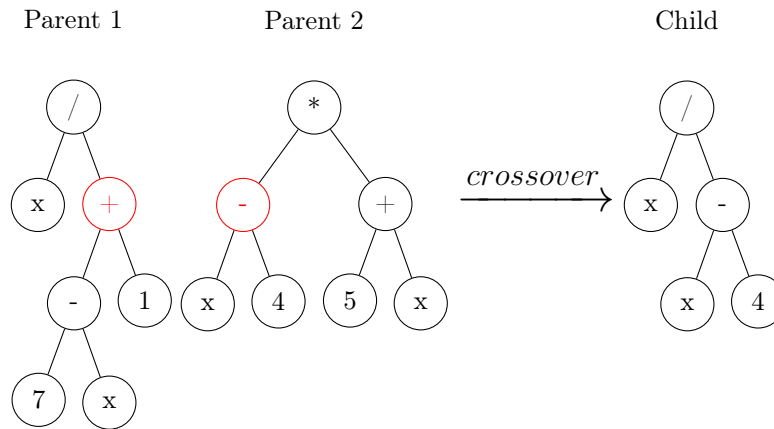 Parent 1 Parent 2 Child
/ * /
x + - + crossover x -
- 1 x 4 5 x x 4
7 x